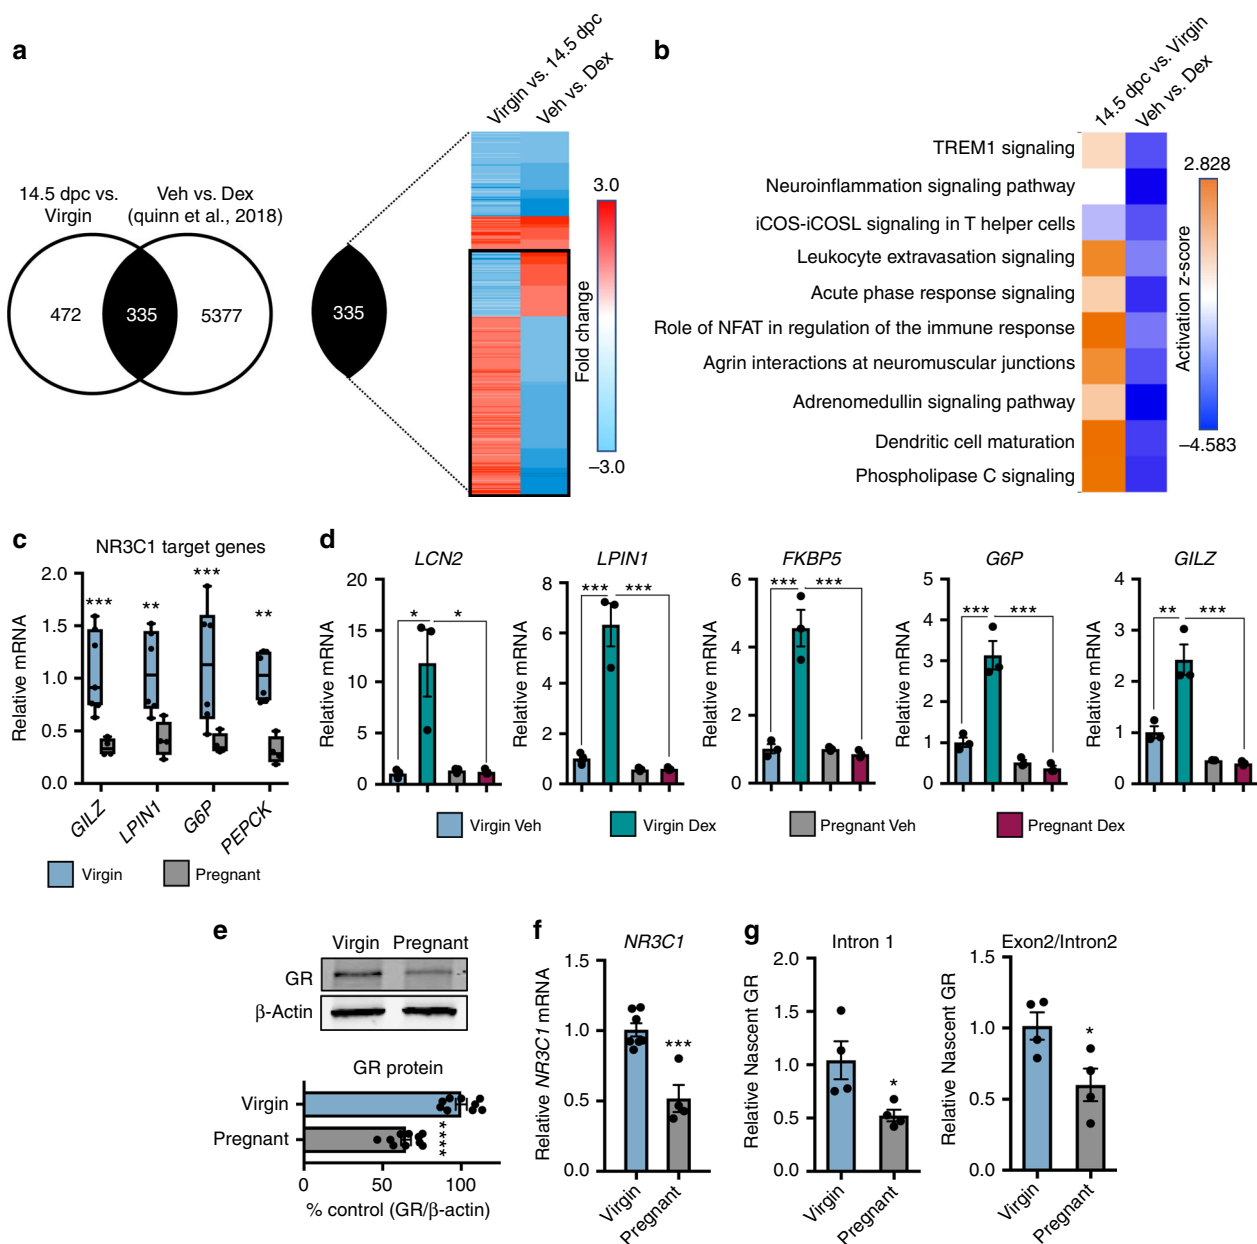 a
14.5 dpc vs.
Virgin
Veh vs. Dex
(quinn et al., 2018)
472
335
5377
335
Virgin vs. 14.5 dpc
Veh vs. Dex
3.0
Fold change
−3.0
b
14.5 dpc vs. Virgin
Veh vs. Dex
TREM1 signaling
Neuroinflammation signaling pathway
iCOS-iCOSL signaling in T helper cells
Leukocyte extravasation signaling
Acute phase response signaling
Role of NFAT in regulation of the immune response
Agrin interactions at neuromuscular junctions
Adrenomedullin signaling pathway
Dendritic cell maturation
Phospholipase C signaling
2.828
Activation z-score
−4.583
c
NR3C1 target genes
Relative mRNA
2.0
1.5
1.0
0.5
0.0
***
**
***
**
GILZ
LPIN1
G6P
PEPCK
Virgin
Pregnant
d
LCN2
Relative mRNA
20
15
10
5
0
*
*
LPIN1
Relative mRNA
8
6
4
2
0
***
***
FKBP5
Relative mRNA
6
4
2
0
***
***
G6P
Relative mRNA
5
4
3
2
1
0
***
***
GILZ
Relative mRNA
4
3
2
1
0
**
***
Virgin Veh
Virgin Dex
Pregnant Veh
Pregnant Dex
e
Virgin
Pregnant
GR
β-Actin
GR protein
Virgin
Pregnant
****
0
50
100
% control (GR/β-actin)
f
NR3C1
Relative NR3C1 mRNA
1.5
1.0
0.5
0.0
***
Virgin
Pregnant
g
Intron 1
Relative Nascent GR
2.0
1.5
1.0
0.5
0.0
*
Virgin
Pregnant
Exon2/Intron2
Relative Nascent GR
1.5
1.0
0.5
0.0
*
Virgin
Pregnant